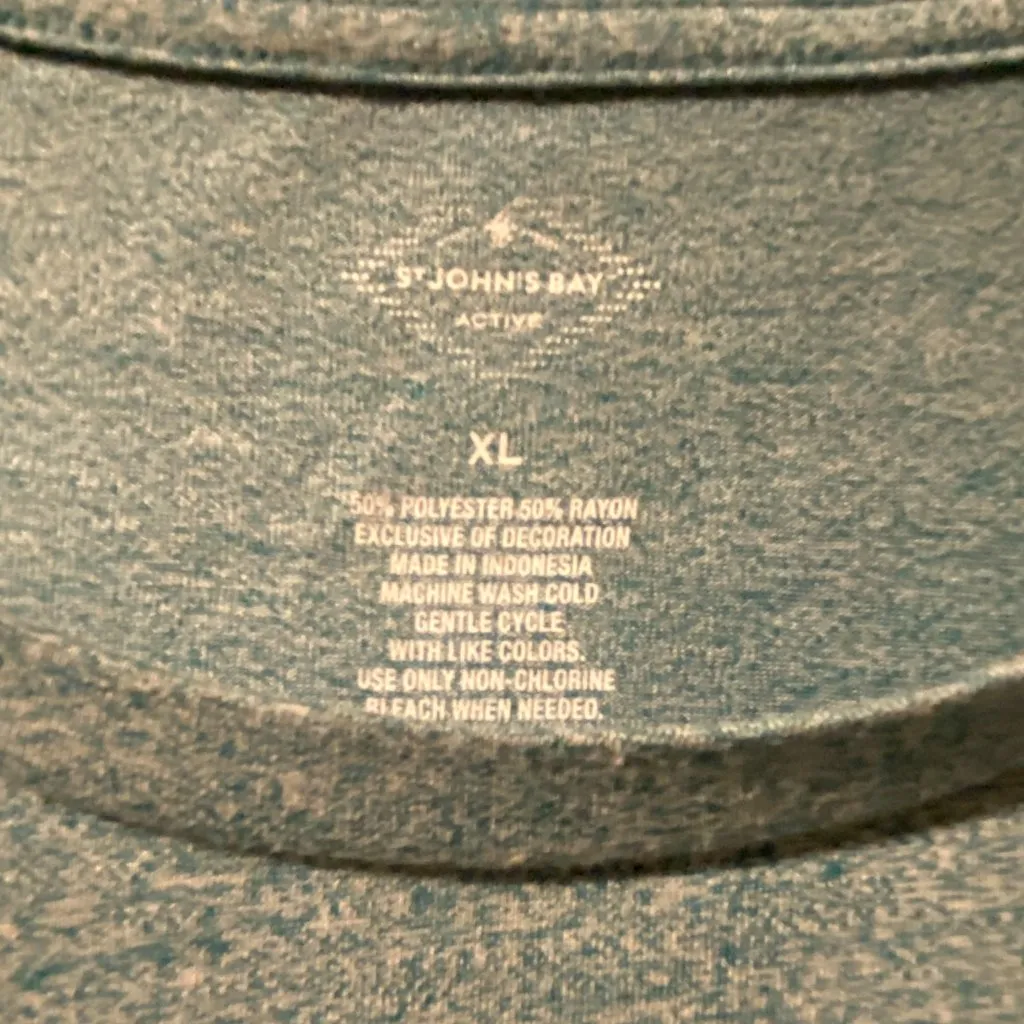 ST JOHN'S BAY
ACTIVE
XL
50% POLYESTER 50% RAYON
EXCLUSIVE OF DECORATION
MADE IN INDONESIA
MACHINE WASH COLD
GENTLE CYCLE
WITH LIKE COLORS.
USE ONLY NON-CHLORINE
BLEACH WHEN NEEDED.